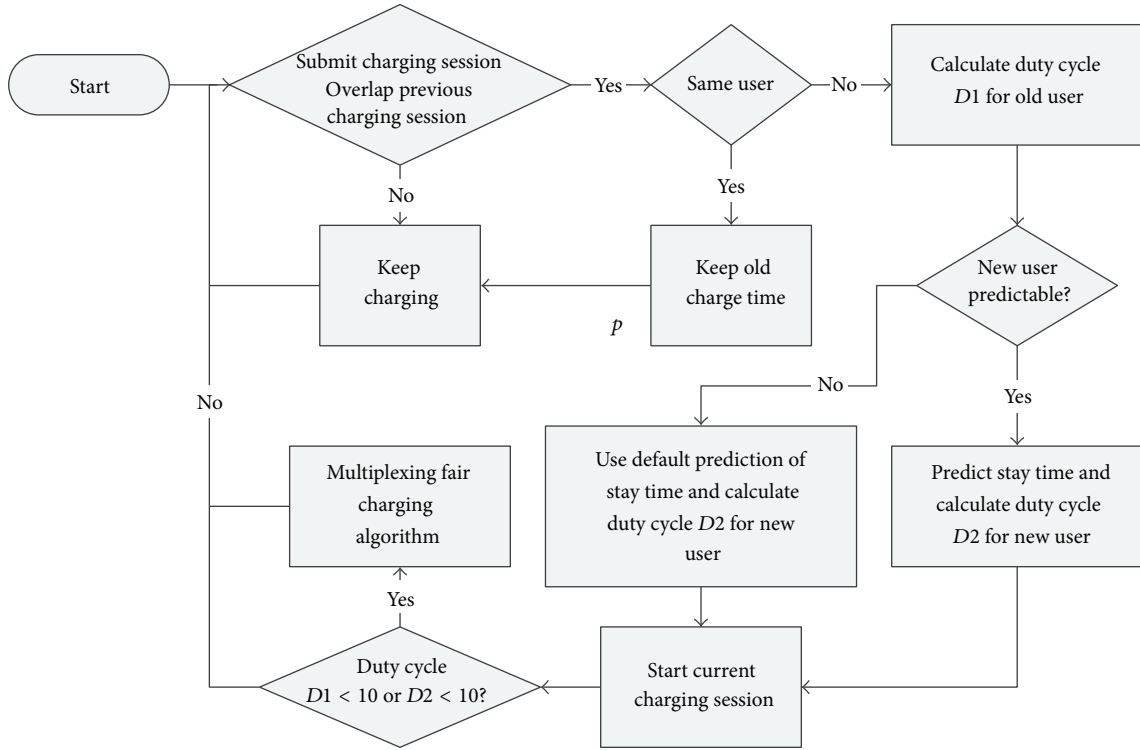 Start
Submit charging session
Overlap previous
charging session
Yes
Same user
No
Calculate duty cycle
D1 for old user
No
Yes
Keep
charging
Keep old
charge time
p
New user
predictable?
No
Yes
No
Multiplexing fair
charging
algorithm
Use default prediction of
stay time and calculate
duty cycle D2 for new
user
Predict stay time and
calculate duty cycle
D2 for new user
Yes
Duty cycle
D1 < 10 or D2 < 10?
Start current
charging session